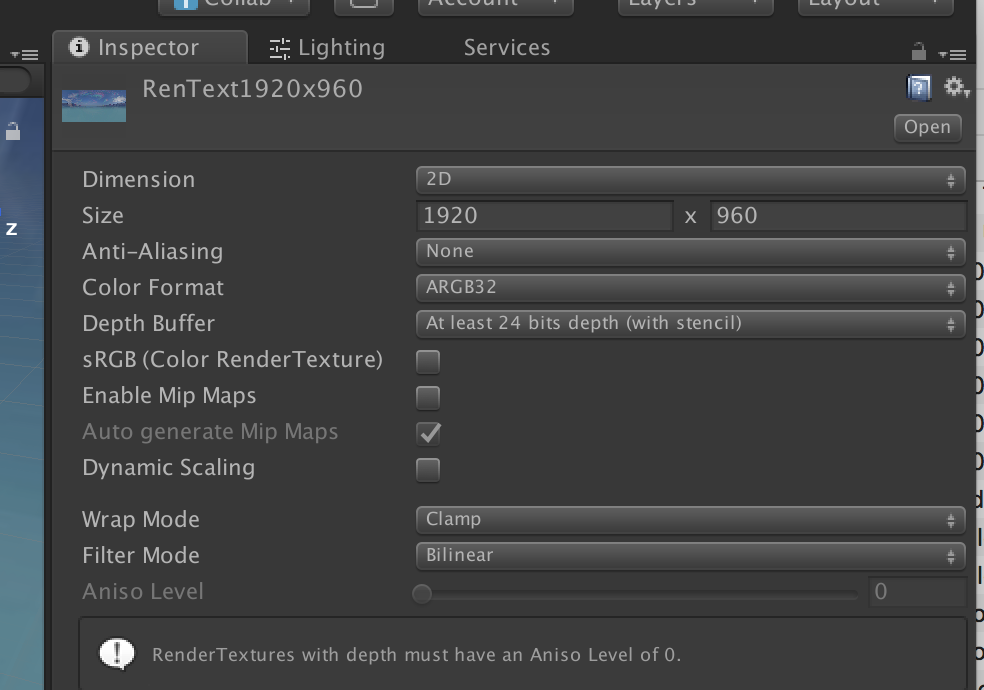 Collab Account Layers Layout
Inspector Lighting Services
RenText1920x960
Open
Dimension 2D
Size 1920 x 960
z
Anti-Aliasing None
Color Format ARGB32
Depth Buffer At least 24 bits depth (with stencil)
sRGB (Color RenderTexture)
Enable Mip Maps
Auto generate Mip Maps
Dynamic Scaling
Wrap Mode Clamp
Filter Mode Bilinear
Aniso Level 0
RenderTextures with depth must have an Aniso Level of 0.